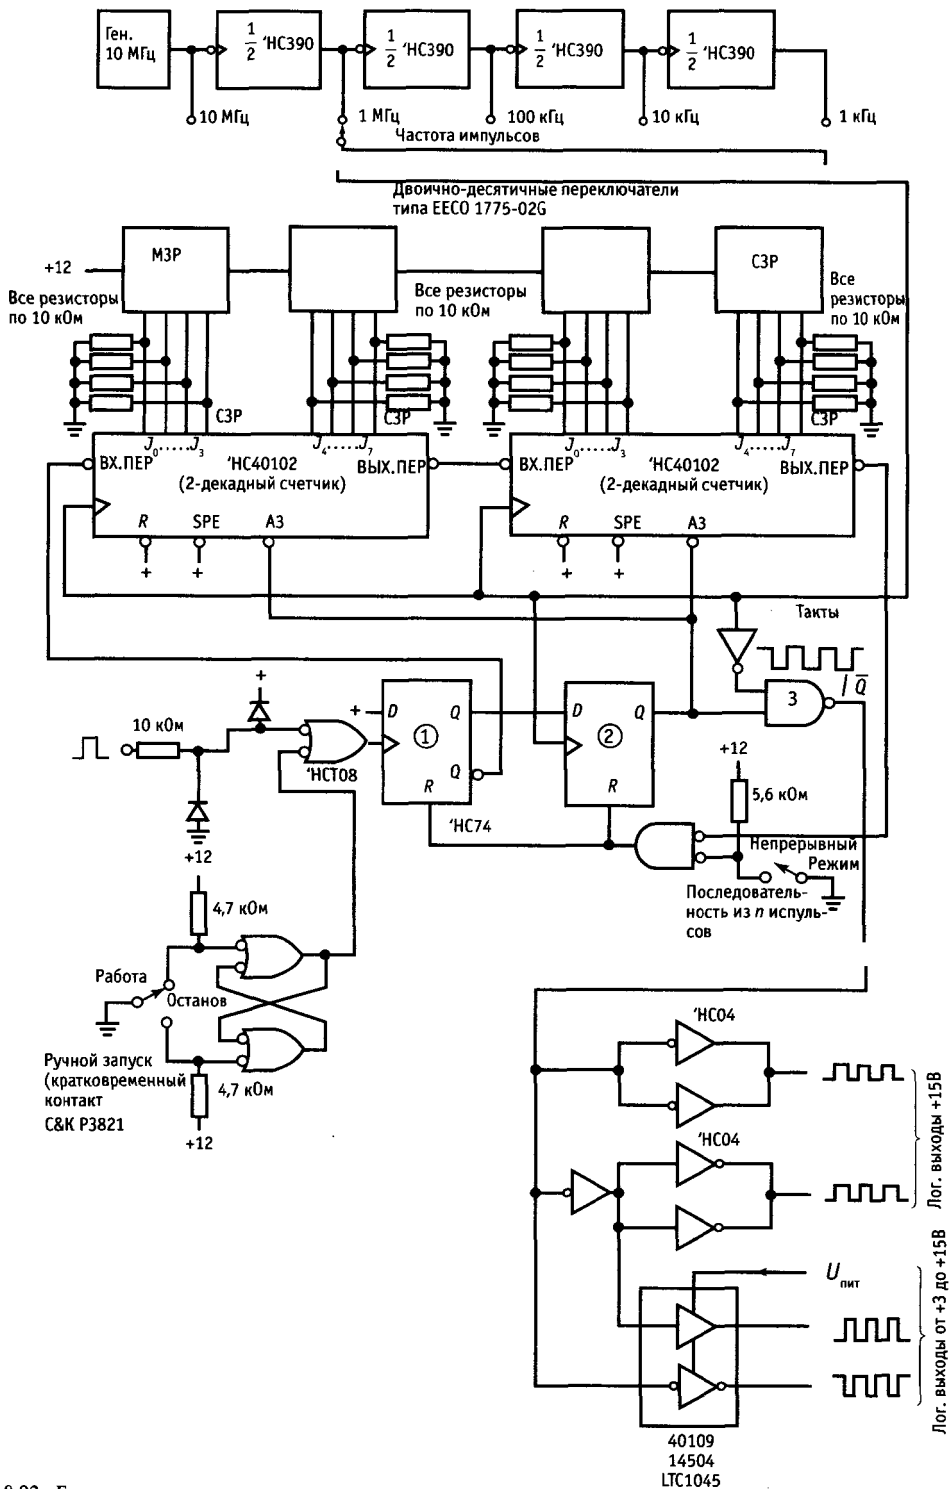 Ген.
10 МГц
1/2 'HC390
1/2 'HC390
1/2 'HC390
1/2 'HC390
10 МГц
1 МГц
100 кГц
10 кГц
1 кГц
Частота импульсов
Двоично-десятичные переключатели
типа EECO 1775-02G
+12
МЗР
СЗР
Все резисторы
по 10 кОм
Все резисторы
по 10 кОм
Все
резисторы
по 10 кОм
СЗР
СЗР
СЗР
J0.....J3
J4.....J7
J0.....J3
J4.....J7
ВХ.ПЕР
'HC40102
ВЫХ.ПЕР
(2-декадный счетчик)
ВХ.ПЕР
'HC40102
ВЫХ.ПЕР
(2-декадный счетчик)
R
SPE
АЗ
R
SPE
АЗ
+
+
+
+
Такты
/ Q̅
3
+
10 кОм
'HCT08
+
D
Q
1
Q
R
'HC74
D
Q
2
R
+12
5,6 кОм
Непрерывный
Режим
Последователь-
ность из n испуль-
сов
+12
4,7 кОм
Работа
Останов
Ручной запуск
(кратковременный
контакт
C&K P3821
4,7 кОм
+12
'HC04
'HC04
Лог. выходы +15В
Uпит
Лог. выходы от +3 до +15В
40109
14504
LTC1045